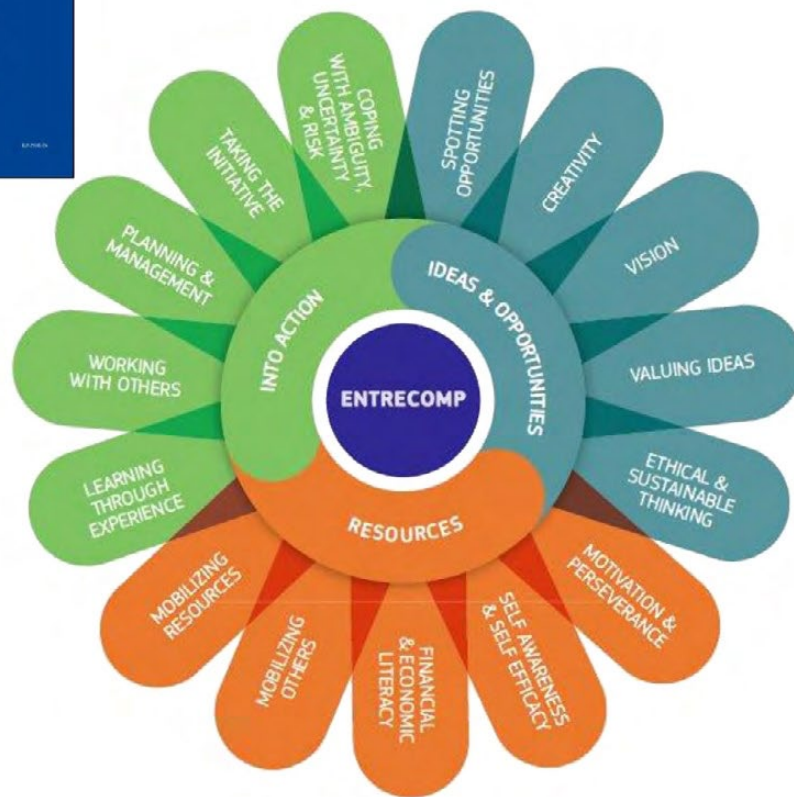 ENTRECOMP
IDEAS & OPPORTUNITIES
SPOTTING
OPPORTUNITIES
CREATIVITY
VISION
VALUING IDEAS
ETHICAL &
SUSTAINABLE
THINKING
RESOURCES
MOTIVATION &
PERSEVERANCE
SELF AWARENESS
& SELF EFFICACY
FINANCIAL
& ECONOMIC
LITERACY
MOBILIZING
OTHERS
MOBILIZING
RESOURCES
INTO ACTION
LEARNING
THROUGH
EXPERIENCE
WORKING
WITH OTHERS
PLANNING &
MANAGEMENT
TAKING THE
INITIATIVE
COPING
WITH AMBIGUITY,
UNCERTAINTY
& RISK